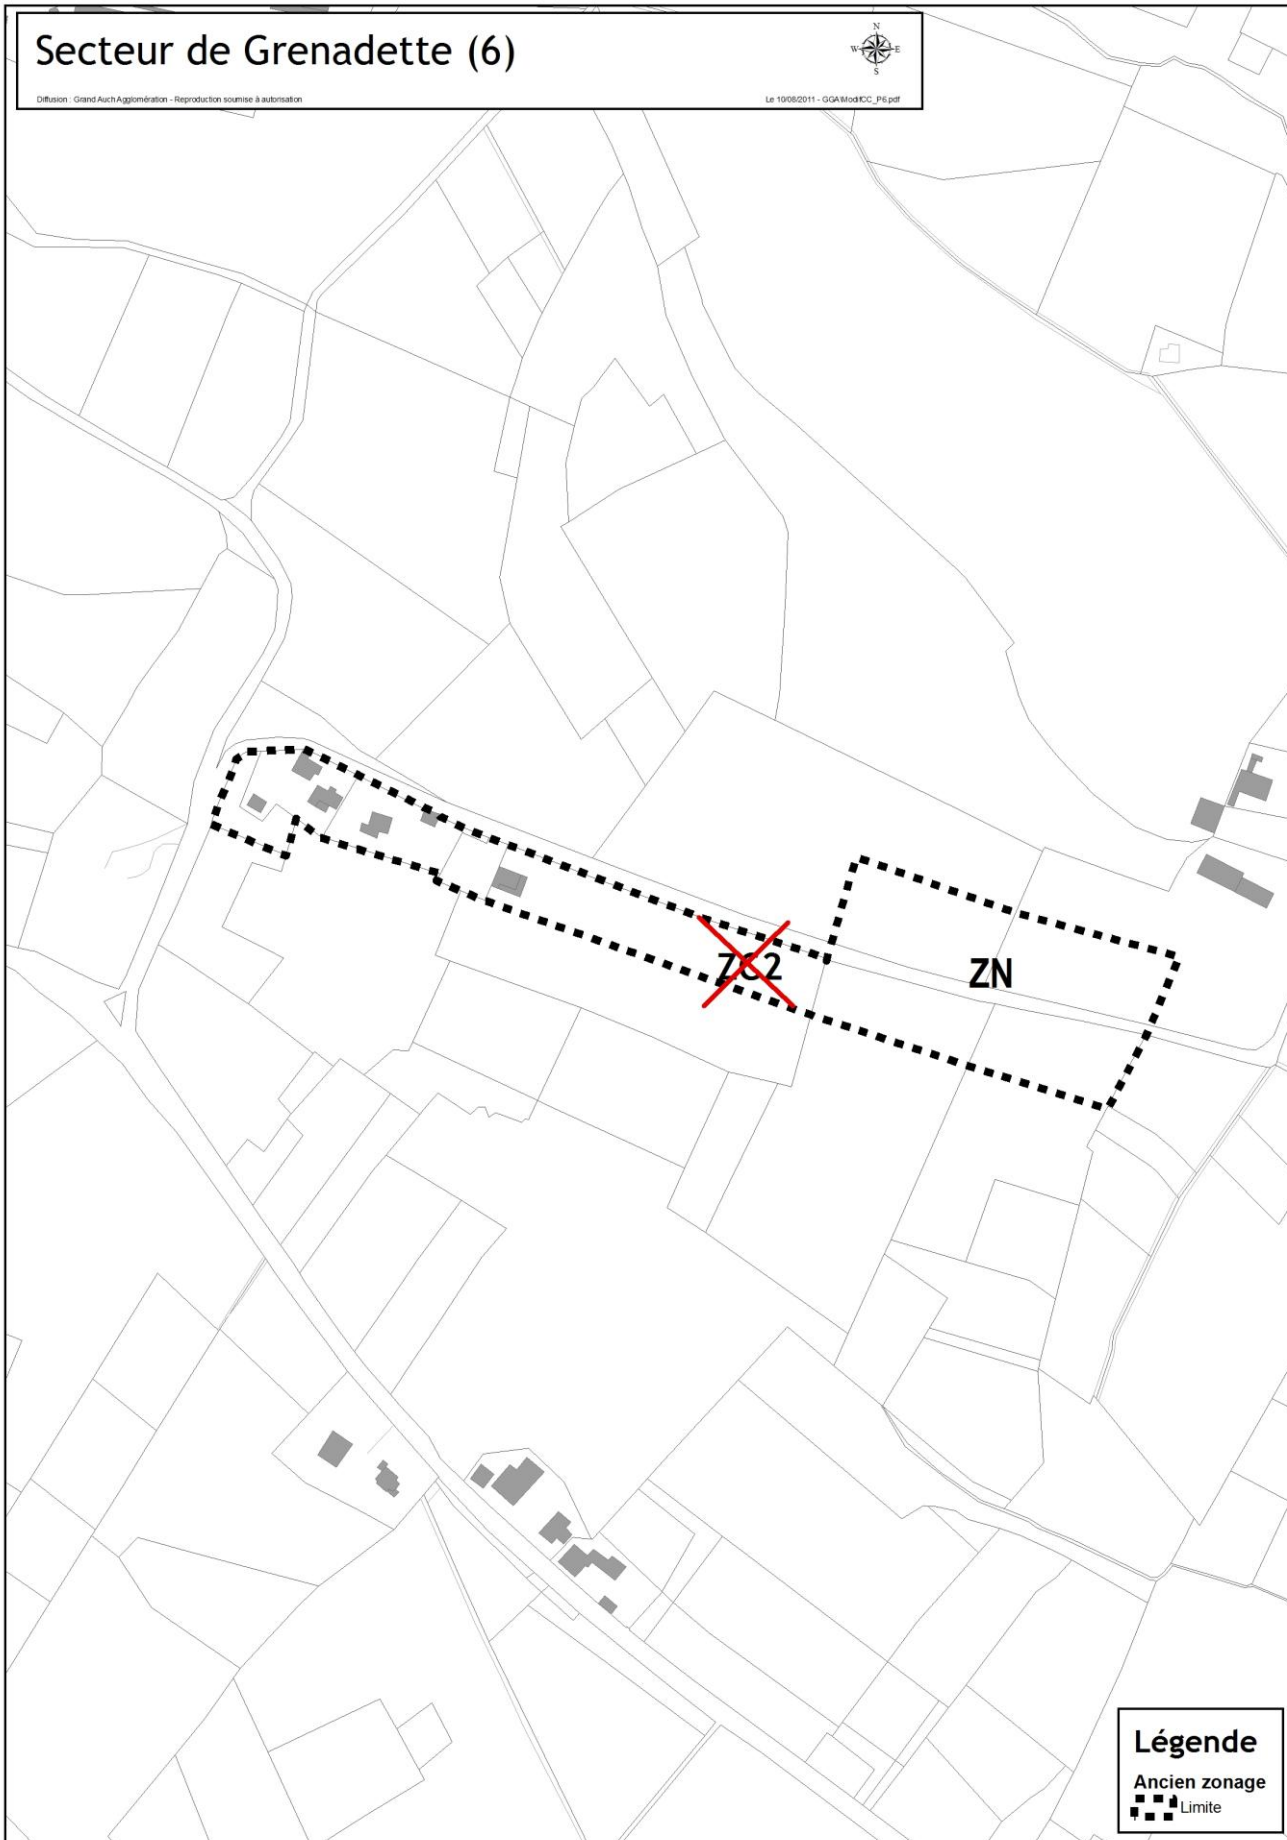 Secteur de Grenadette (6)
N
W E
S
Diffusion : Grand Auch Agglomération - Reproduction soumise à autorisation
Le 10/08/2011 - GGA\ModifCC_P6.pdf
ZC2
ZN
Légende
Ancien zonage
Limite